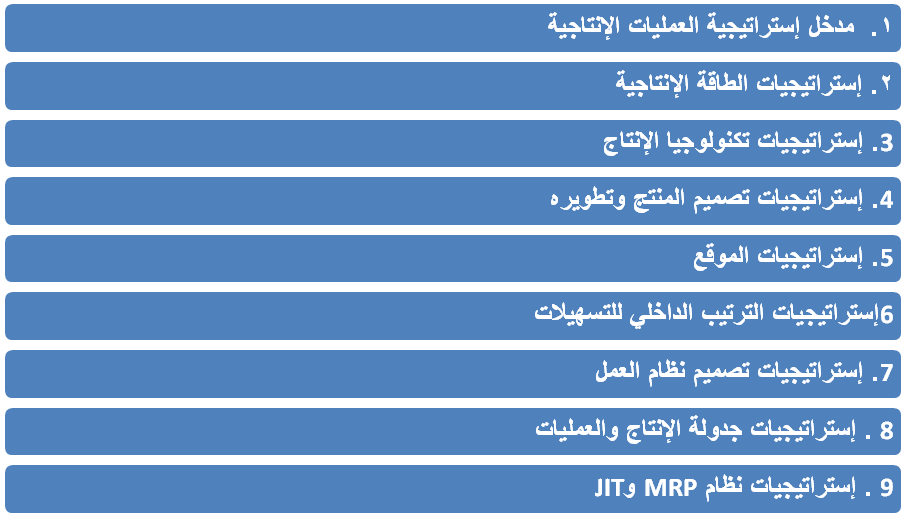 ١. مدخل إستراتيجية العمليات الإنتاجية
٢. إستراتيجيات الطاقة الإنتاجية
3. إستراتيجيات تكنولوجيا الإنتاج
4. إستراتيجيات تصميم المنتج وتطويره
5. إستراتيجيات الموقع
6إستراتيجيات الترتيب الداخلي للتسهيلات
7. إستراتيجيات تصميم نظام العمل
8 . إستراتيجيات جدولة الإنتاج والعمليات
9 . إستراتيجيات نظام MRP وJIT